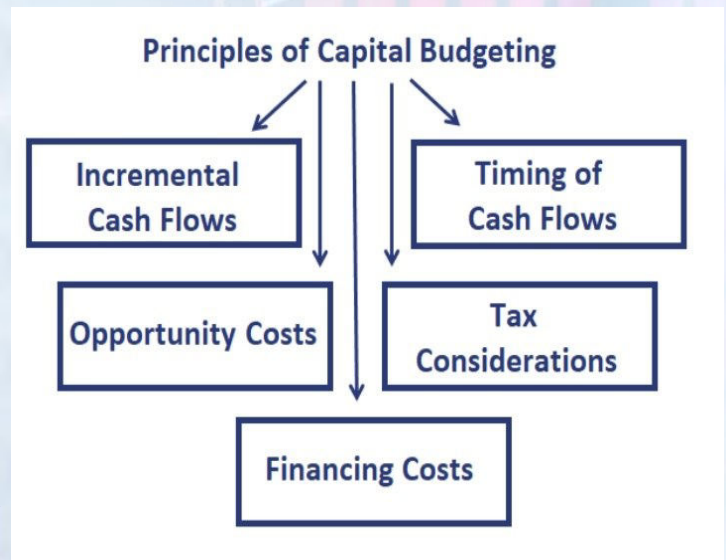 Principles of Capital Budgeting
Incremental
Cash Flows
Timing of
Cash Flows
Opportunity Costs
Tax
Considerations
Financing Costs